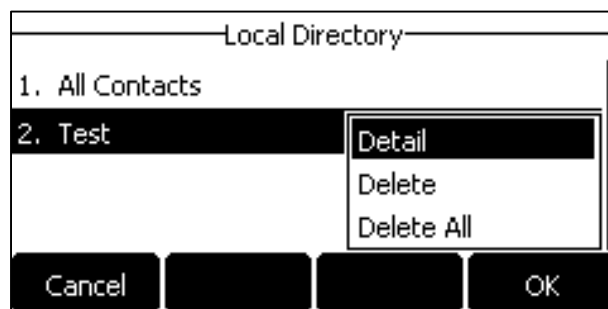 Local Directory
1. All Contacts
2. Test
Detail
Delete
Delete All
Cancel OK